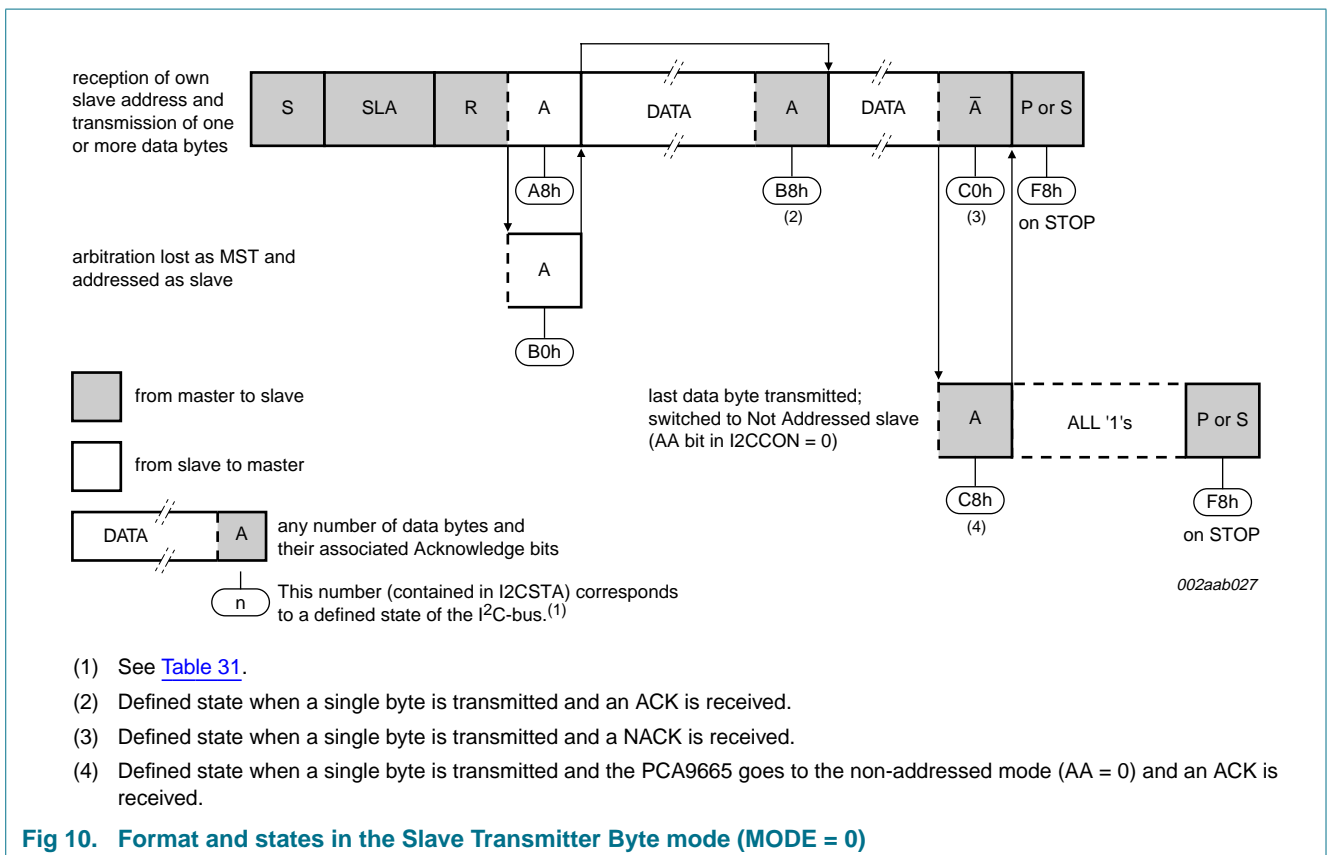 reception of own
slave address and
transmission of one
or more data bytes
S SLA R A DATA A DATA A̅ P or S
A8h B8h C0h F8h
(2) (3) on STOP
arbitration lost as MST and
addressed as slave
A
B0h
from master to slave
from slave to master
DATA A
any number of data bytes and
their associated Acknowledge bits
n
This number (contained in I2CSTA) corresponds
to a defined state of the I²C-bus.(1)
last data byte transmitted;
switched to Not Addressed slave
(AA bit in I2CCON = 0)
A ALL '1's P or S
C8h F8h
(4) on STOP
002aab027
(1) See Table 31.
(2) Defined state when a single byte is transmitted and an ACK is received.
(3) Defined state when a single byte is transmitted and a NACK is received.
(4) Defined state when a single byte is transmitted and the PCA9665 goes to the non-addressed mode (AA = 0) and an ACK is
received.
Fig 10. Format and states in the Slave Transmitter Byte mode (MODE = 0)